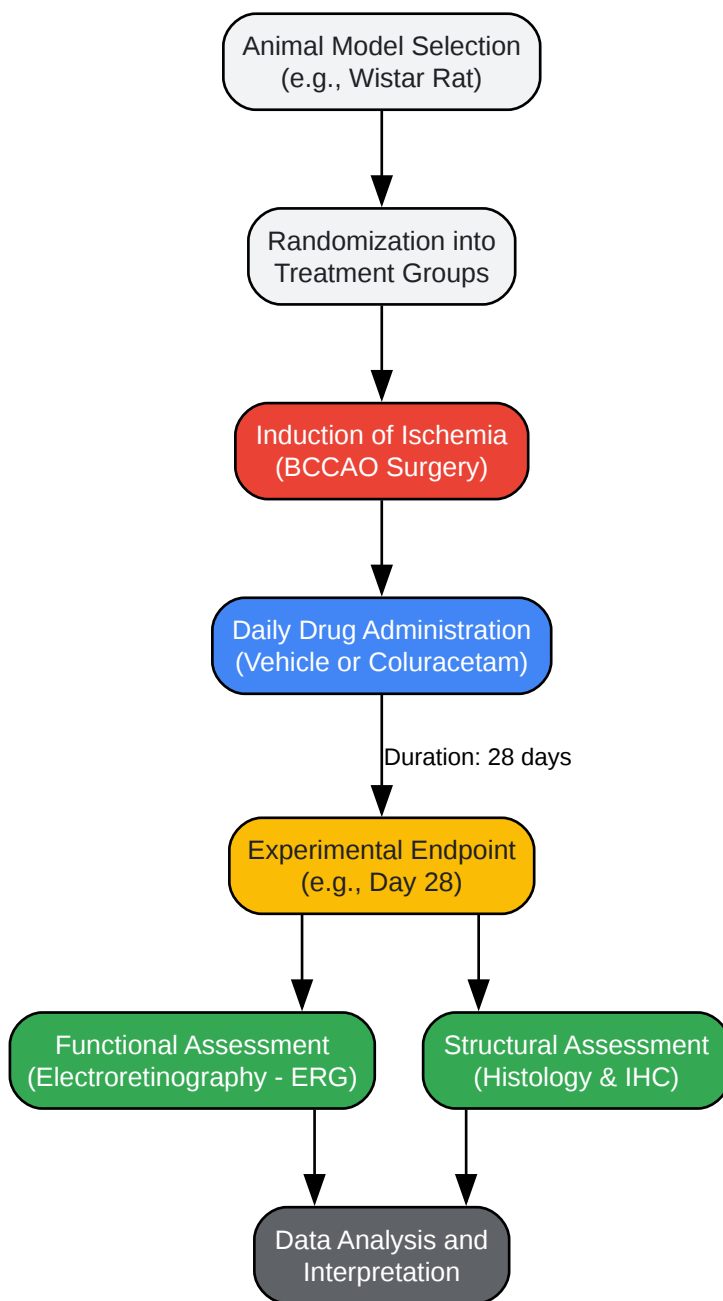 Animal Model Selection
(e.g., Wistar Rat)
Randomization into
Treatment Groups
Induction of Ischemia
(BCCAO Surgery)
Daily Drug Administration
(Vehicle or Coluracetam)
Duration: 28 days
Experimental Endpoint
(e.g., Day 28)
Functional Assessment
(Electroretinography - ERG)
Structural Assessment
(Histology & IHC)
Data Analysis and
Interpretation